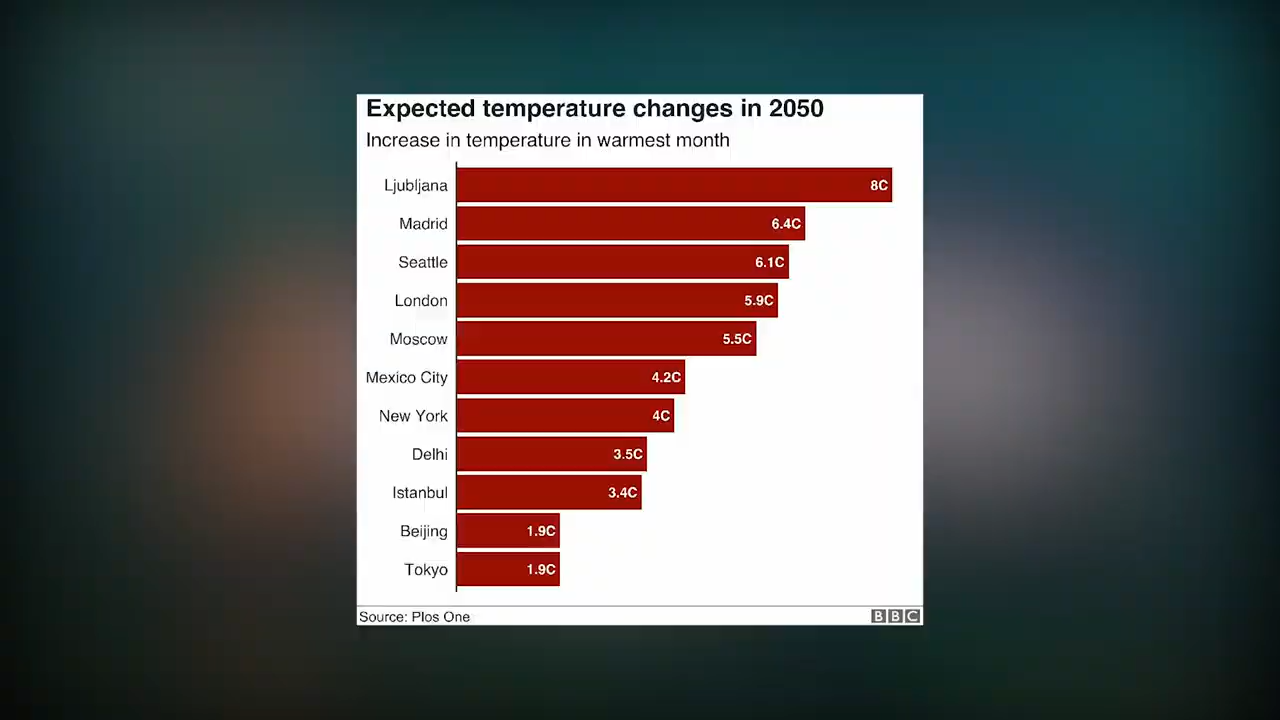 Expected temperature changes in 2050
Increase in temperature in warmest month
Ljubljana 8C
Madrid 6.4C
Seattle 6.1C
London 5.9C
Moscow 5.5C
Mexico City 4.2C
New York 4C
Delhi 3.5C
Istanbul 3.4C
Beijing 1.9C
Tokyo 1.9C
Source: Plos One BBC